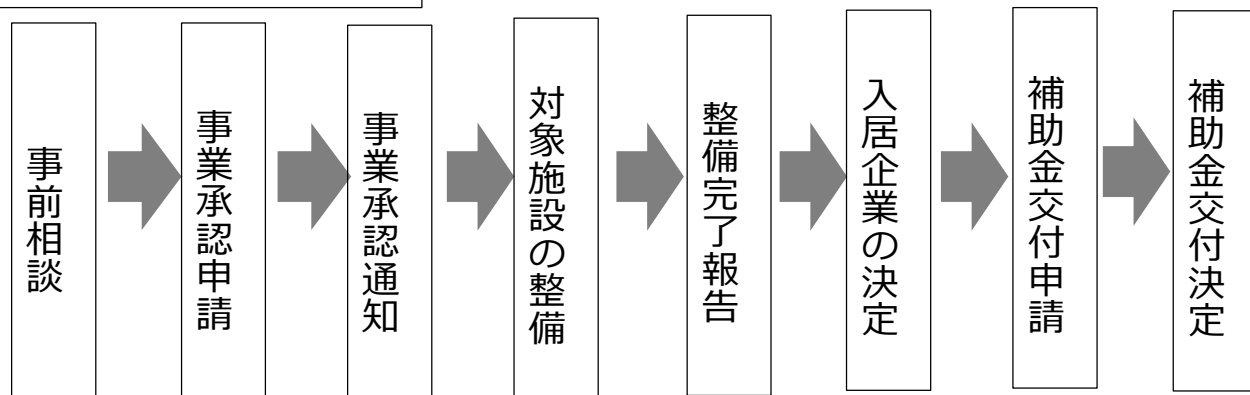 事前相談
事業承認申請
事業承認通知
対象施設の整備
整備完了報告
入居企業の決定
補助金交付申請
補助金交付決定